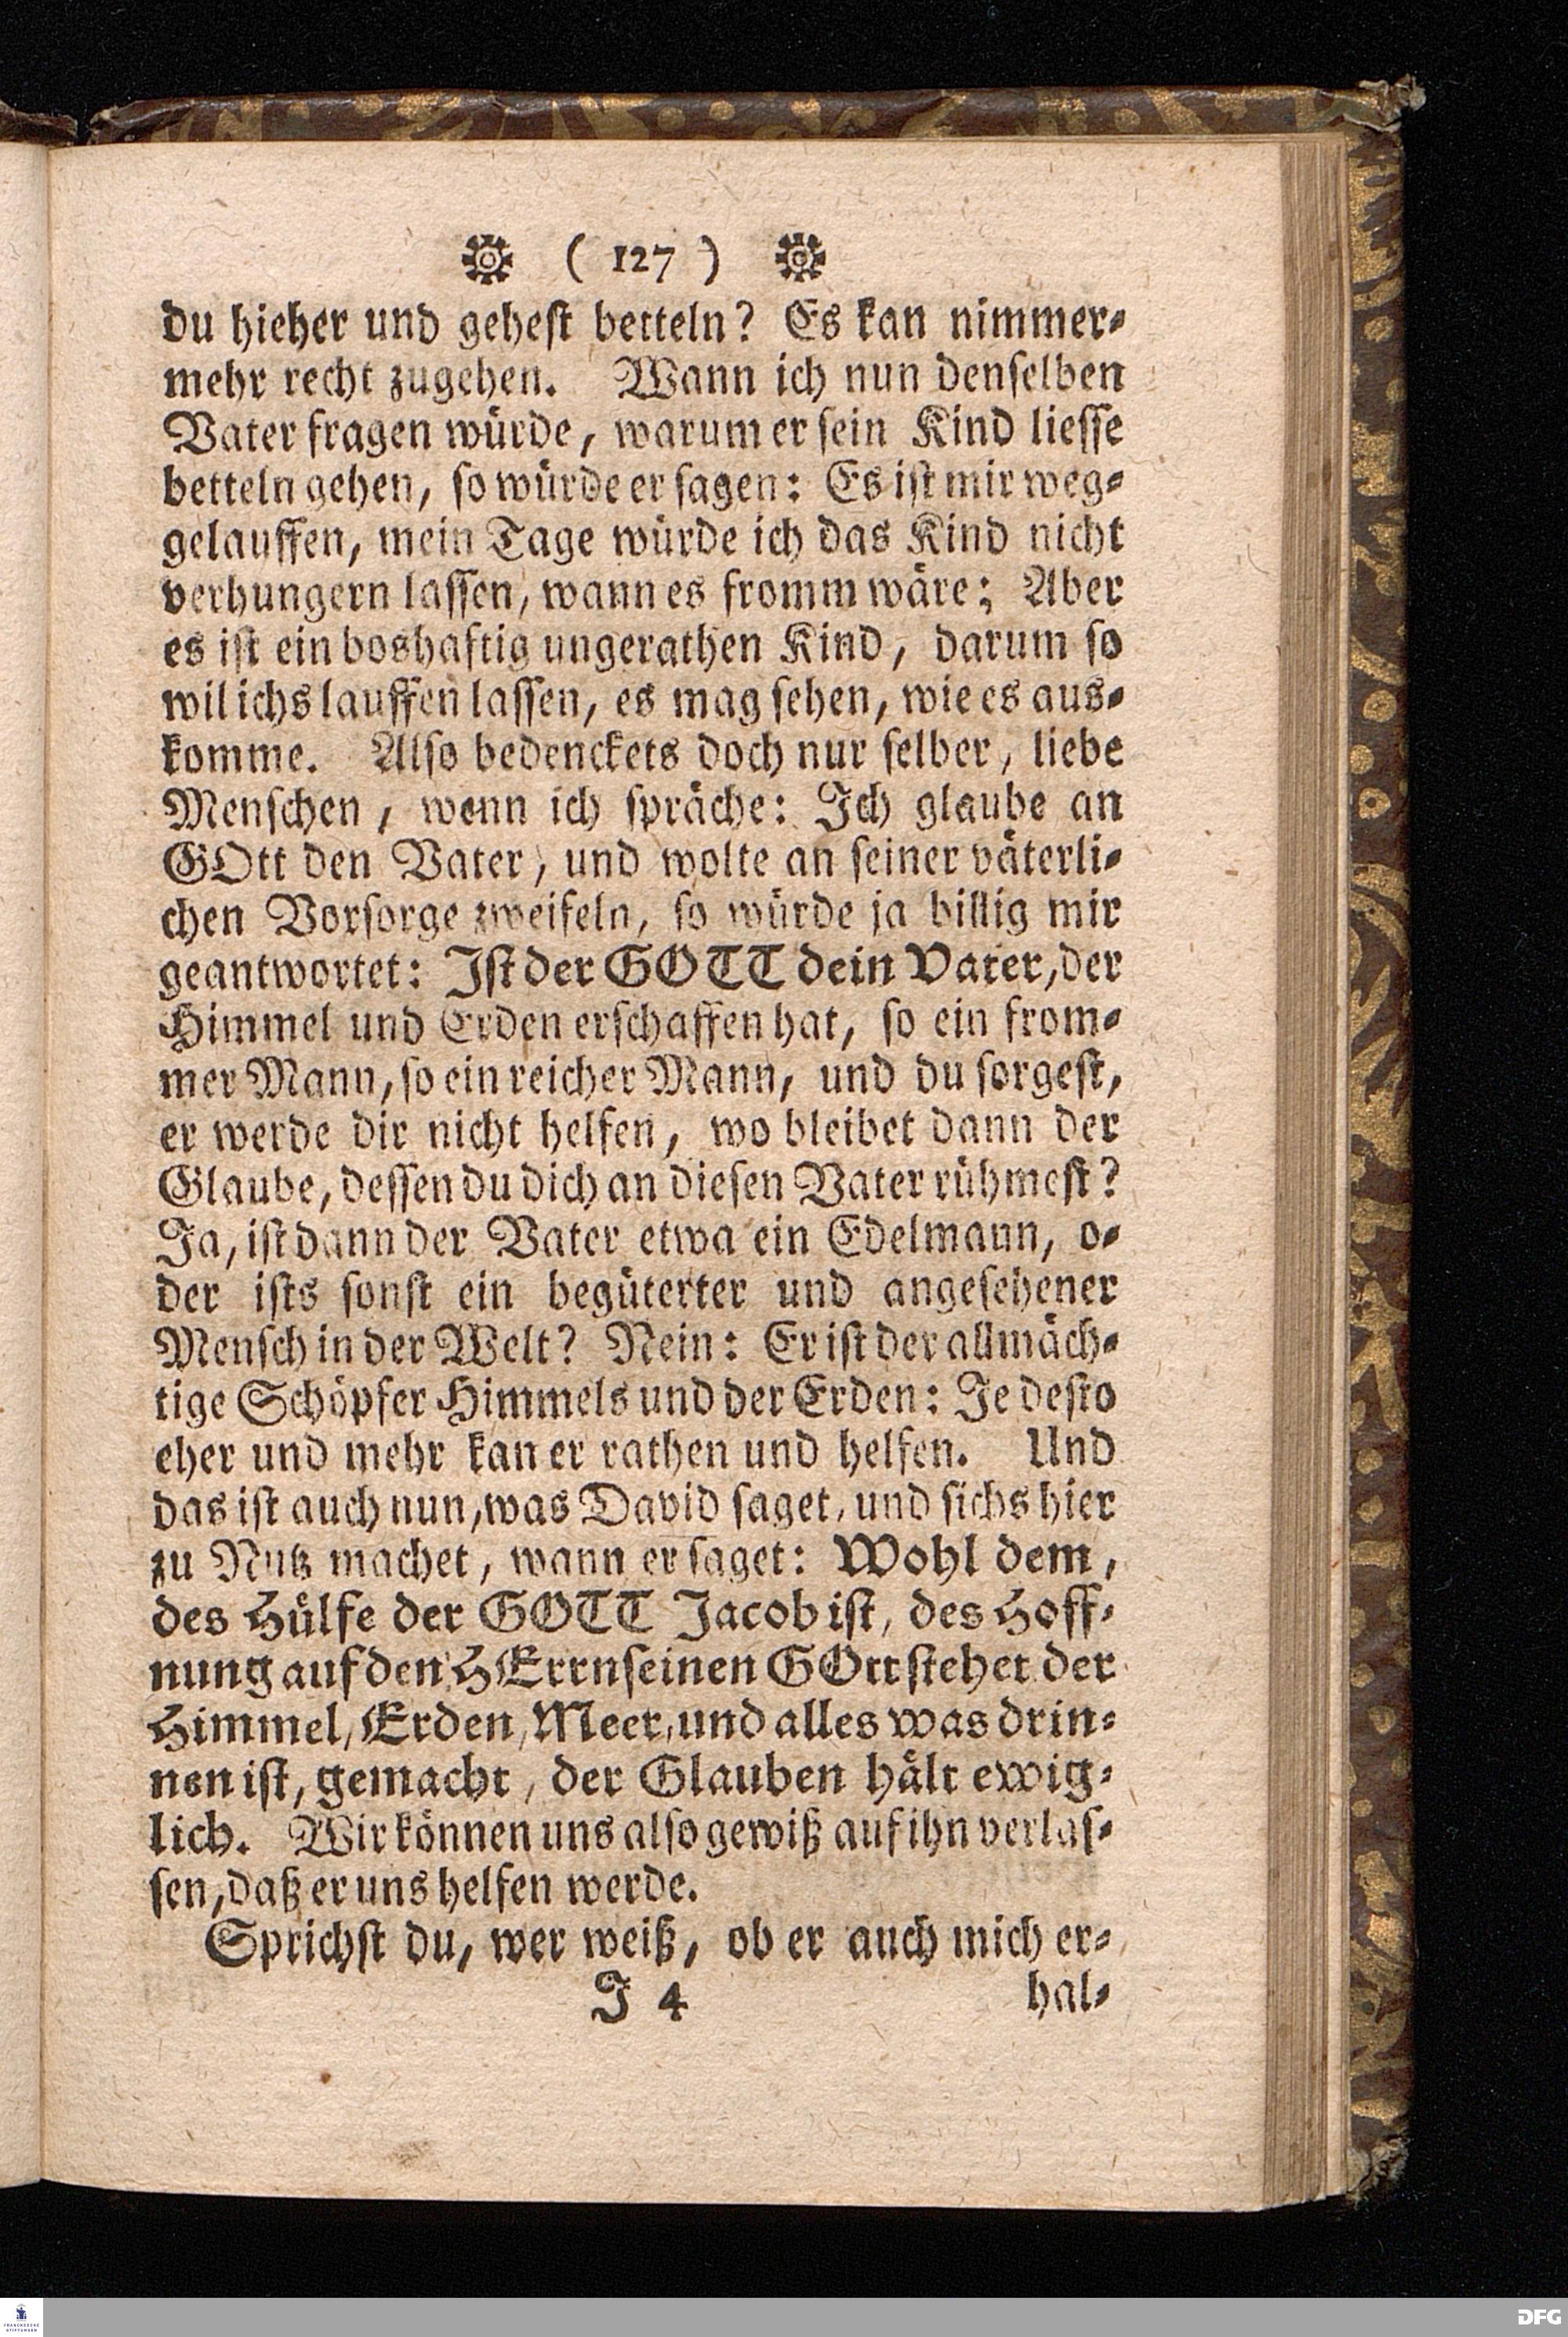 ( 127 )
du hieher und gehest betteln? Es kan nimmer-
mehr recht zugehen. Wann ich nun denselben
Vater fragen würde, warum er sein Kind liesse
betteln gehen, so würde er sagen: Es ist mir weg-
gelauffen, mein Tage würde ich das Kind nicht
verhungern lassen, wann es fromm wäre; Aber
es ist ein boshaftig ungerathen Kind, darum so
wil ichs lauffen lassen, es mag sehen, wie es aus-
komme. Also bedenckets doch nur selber, liebe
Menschen, wenn ich spräche: Ich glaube an
GOtt den Vater, und wolte an seiner väterli-
chen Vorsorge zweifeln, so würde ja billig mir
geantwortet: Ist der GOTT dein Vater, der
Himmel und Erden erschaffen hat, so ein from-
mer Mann, so ein reicher Mann, und du sorgest,
er werde dir nicht helfen, wo bleibet dann der
Glaube, dessen du dich an diesen Vater rühmest?
Ja, ist dann der Vater etwa ein Edelmann, o-
der ists sonst ein begüterter und angesehener
Mensch in der Welt? Nein: Er ist der allmäch-
tige Schöpfer Himmels und der Erden: Je desto
eher und mehr kan er rathen und helfen. Und
das ist auch nun, was David saget, und sichs hier
zu Nutz machet, wann er saget: Wohl dem,
des Hülfe der GOTT Jacob ist, des Hoff-
nung auf den HErrn seinen GOtt stehet der
Himmel, Erden, Meer, und alles was drin-
nen ist, gemacht, der Glauben hält ewig-
lich. Wir können uns also gewiß auf ihn verlas-
sen, daß er uns helfen werde.
Sprichst du, wer weiß, ob er auch mich er-
J 4 hal-
FRANCKESCHE
STIFTUNGEN
DFG